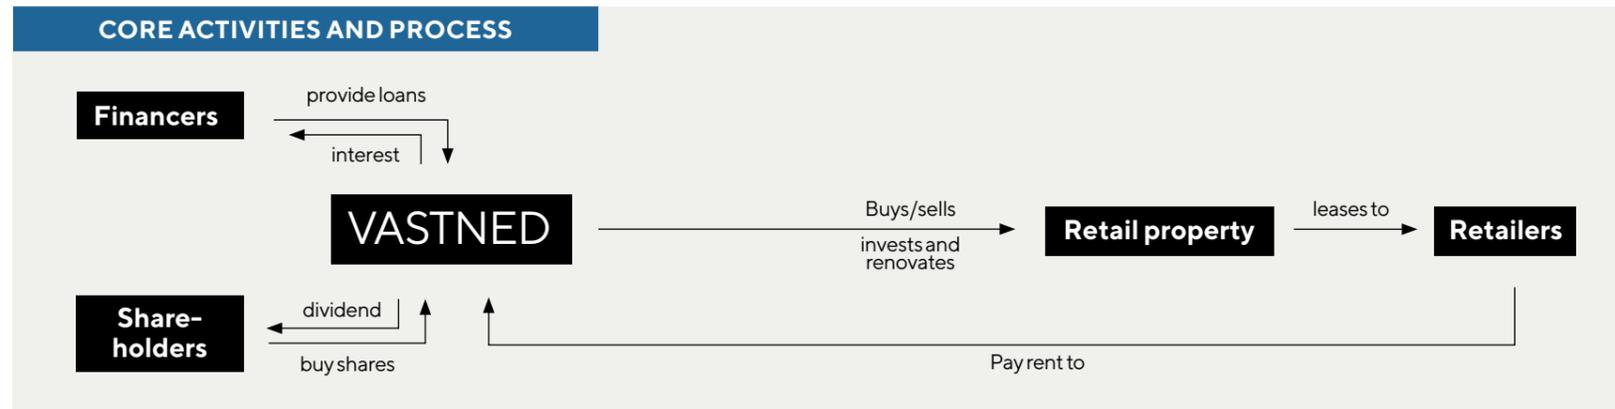 CORE ACTIVITIES AND PROCESS
Financers
provide loans
interest
VASTNED
Buys/sells
invests and
renovates
Retail property
leases to
Retailers
Share-
holders
dividend
buy shares
Pay rent to